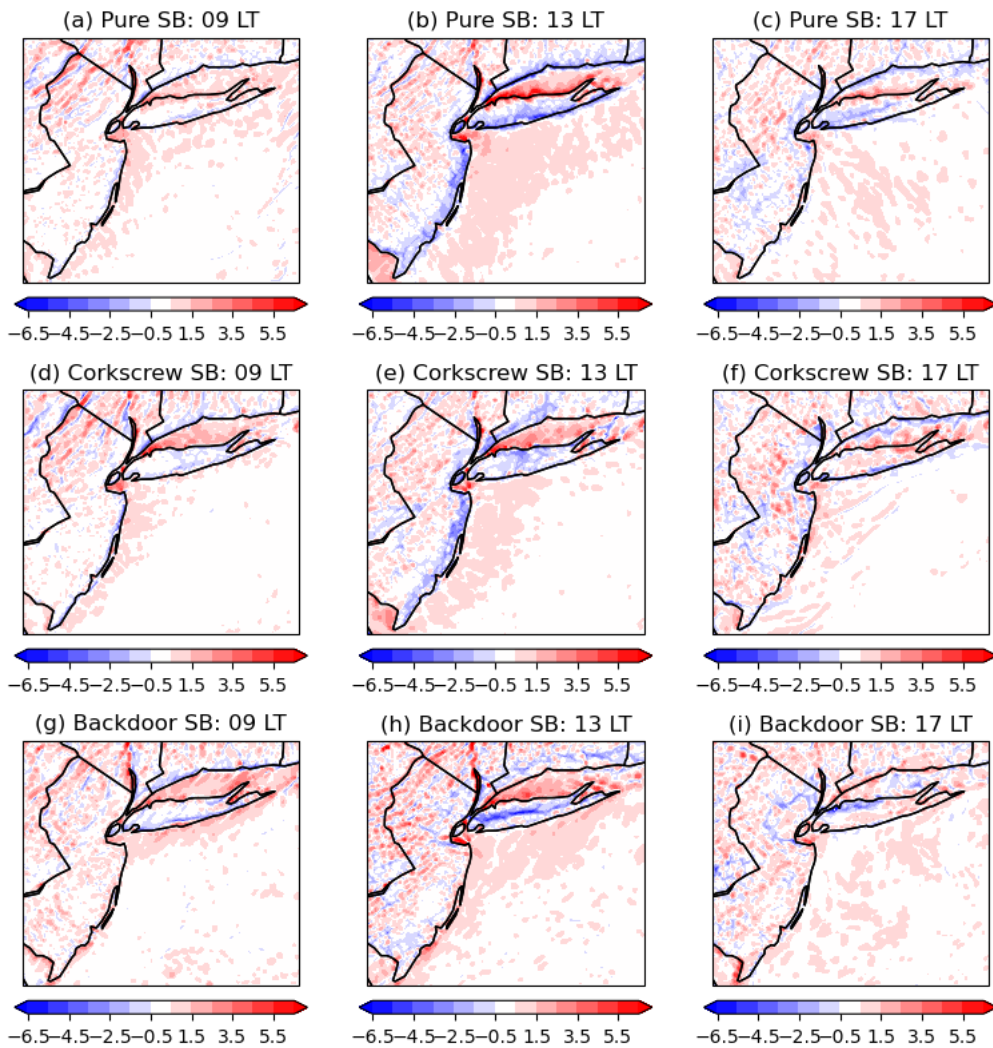 (a) Pure SB: 09 LT (b) Pure SB: 13 LT (c) Pure SB: 17 LT
−6.5 −4.5 −2.5 −0.5 1.5 3.5 5.5 −6.5 −4.5 −2.5 −0.5 1.5 3.5 5.5 −6.5 −4.5 −2.5 −0.5 1.5 3.5 5.5
(d) Corkscrew SB: 09 LT (e) Corkscrew SB: 13 LT (f) Corkscrew SB: 17 LT
−6.5 −4.5 −2.5 −0.5 1.5 3.5 5.5 −6.5 −4.5 −2.5 −0.5 1.5 3.5 5.5 −6.5 −4.5 −2.5 −0.5 1.5 3.5 5.5
(g) Backdoor SB: 09 LT (h) Backdoor SB: 13 LT (i) Backdoor SB: 17 LT
−6.5 −4.5 −2.5 −0.5 1.5 3.5 5.5 −6.5 −4.5 −2.5 −0.5 1.5 3.5 5.5 −6.5 −4.5 −2.5 −0.5 1.5 3.5 5.5